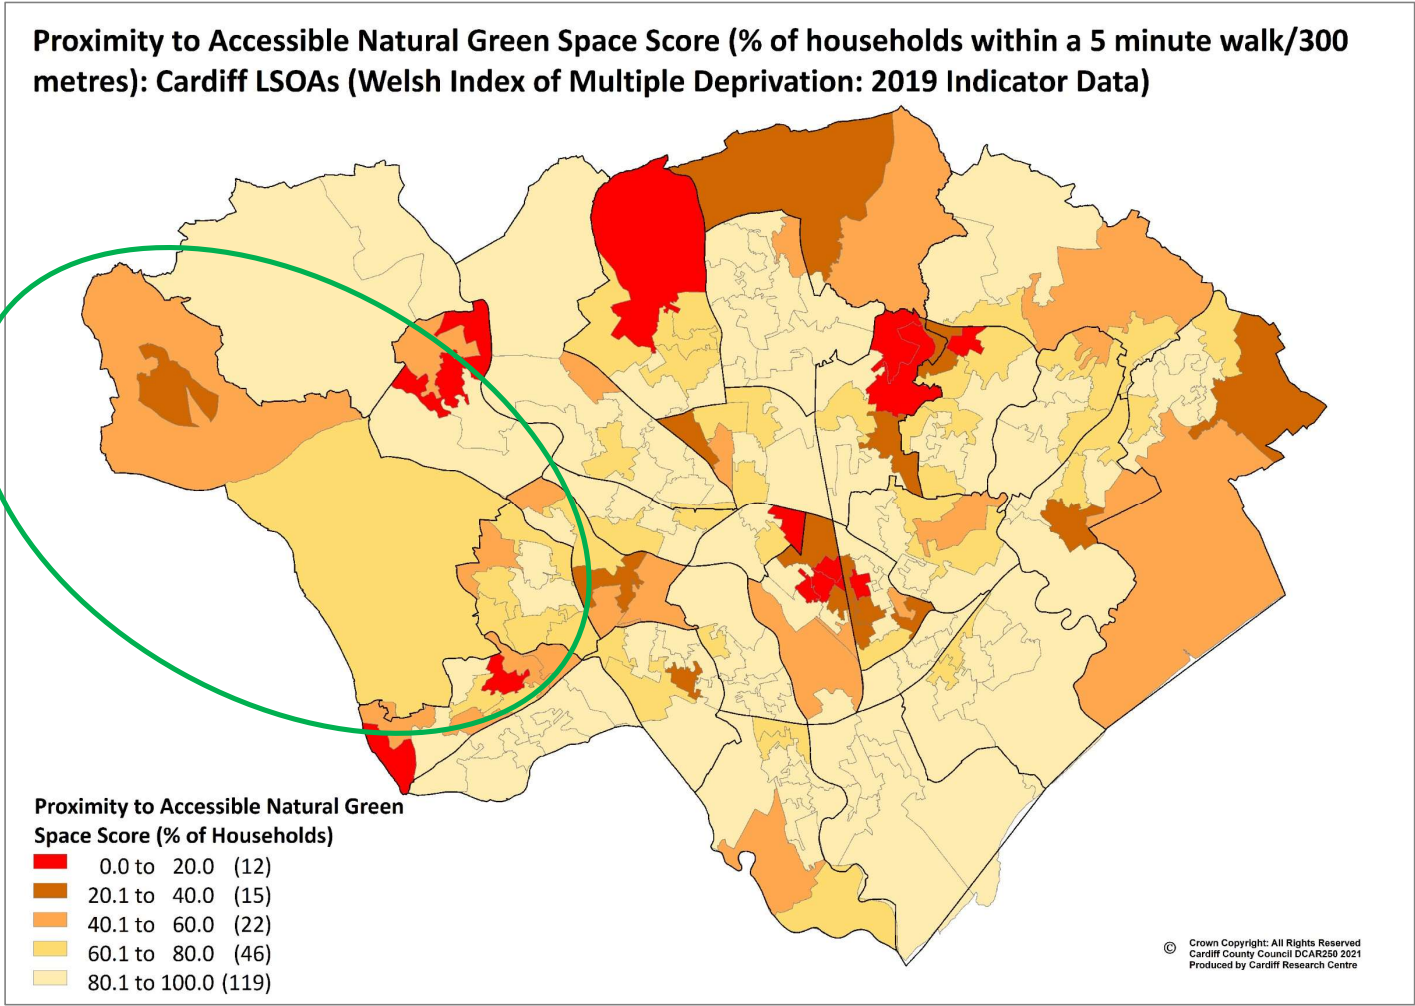 Proximity to Accessible Natural Green Space Score (% of households within a 5 minute walk/300
metres): Cardiff LSOAs (Welsh Index of Multiple Deprivation: 2019 Indicator Data)
Proximity to Accessible Natural Green
Space Score (% of Households)
0.0 to 20.0 (12)
20.1 to 40.0 (15)
40.1 to 60.0 (22)
60.1 to 80.0 (46)
80.1 to 100.0 (119)
© Crown Copyright: All Rights Reserved
Cardiff County Council DCAR250 2021
Produced by Cardiff Research Centre